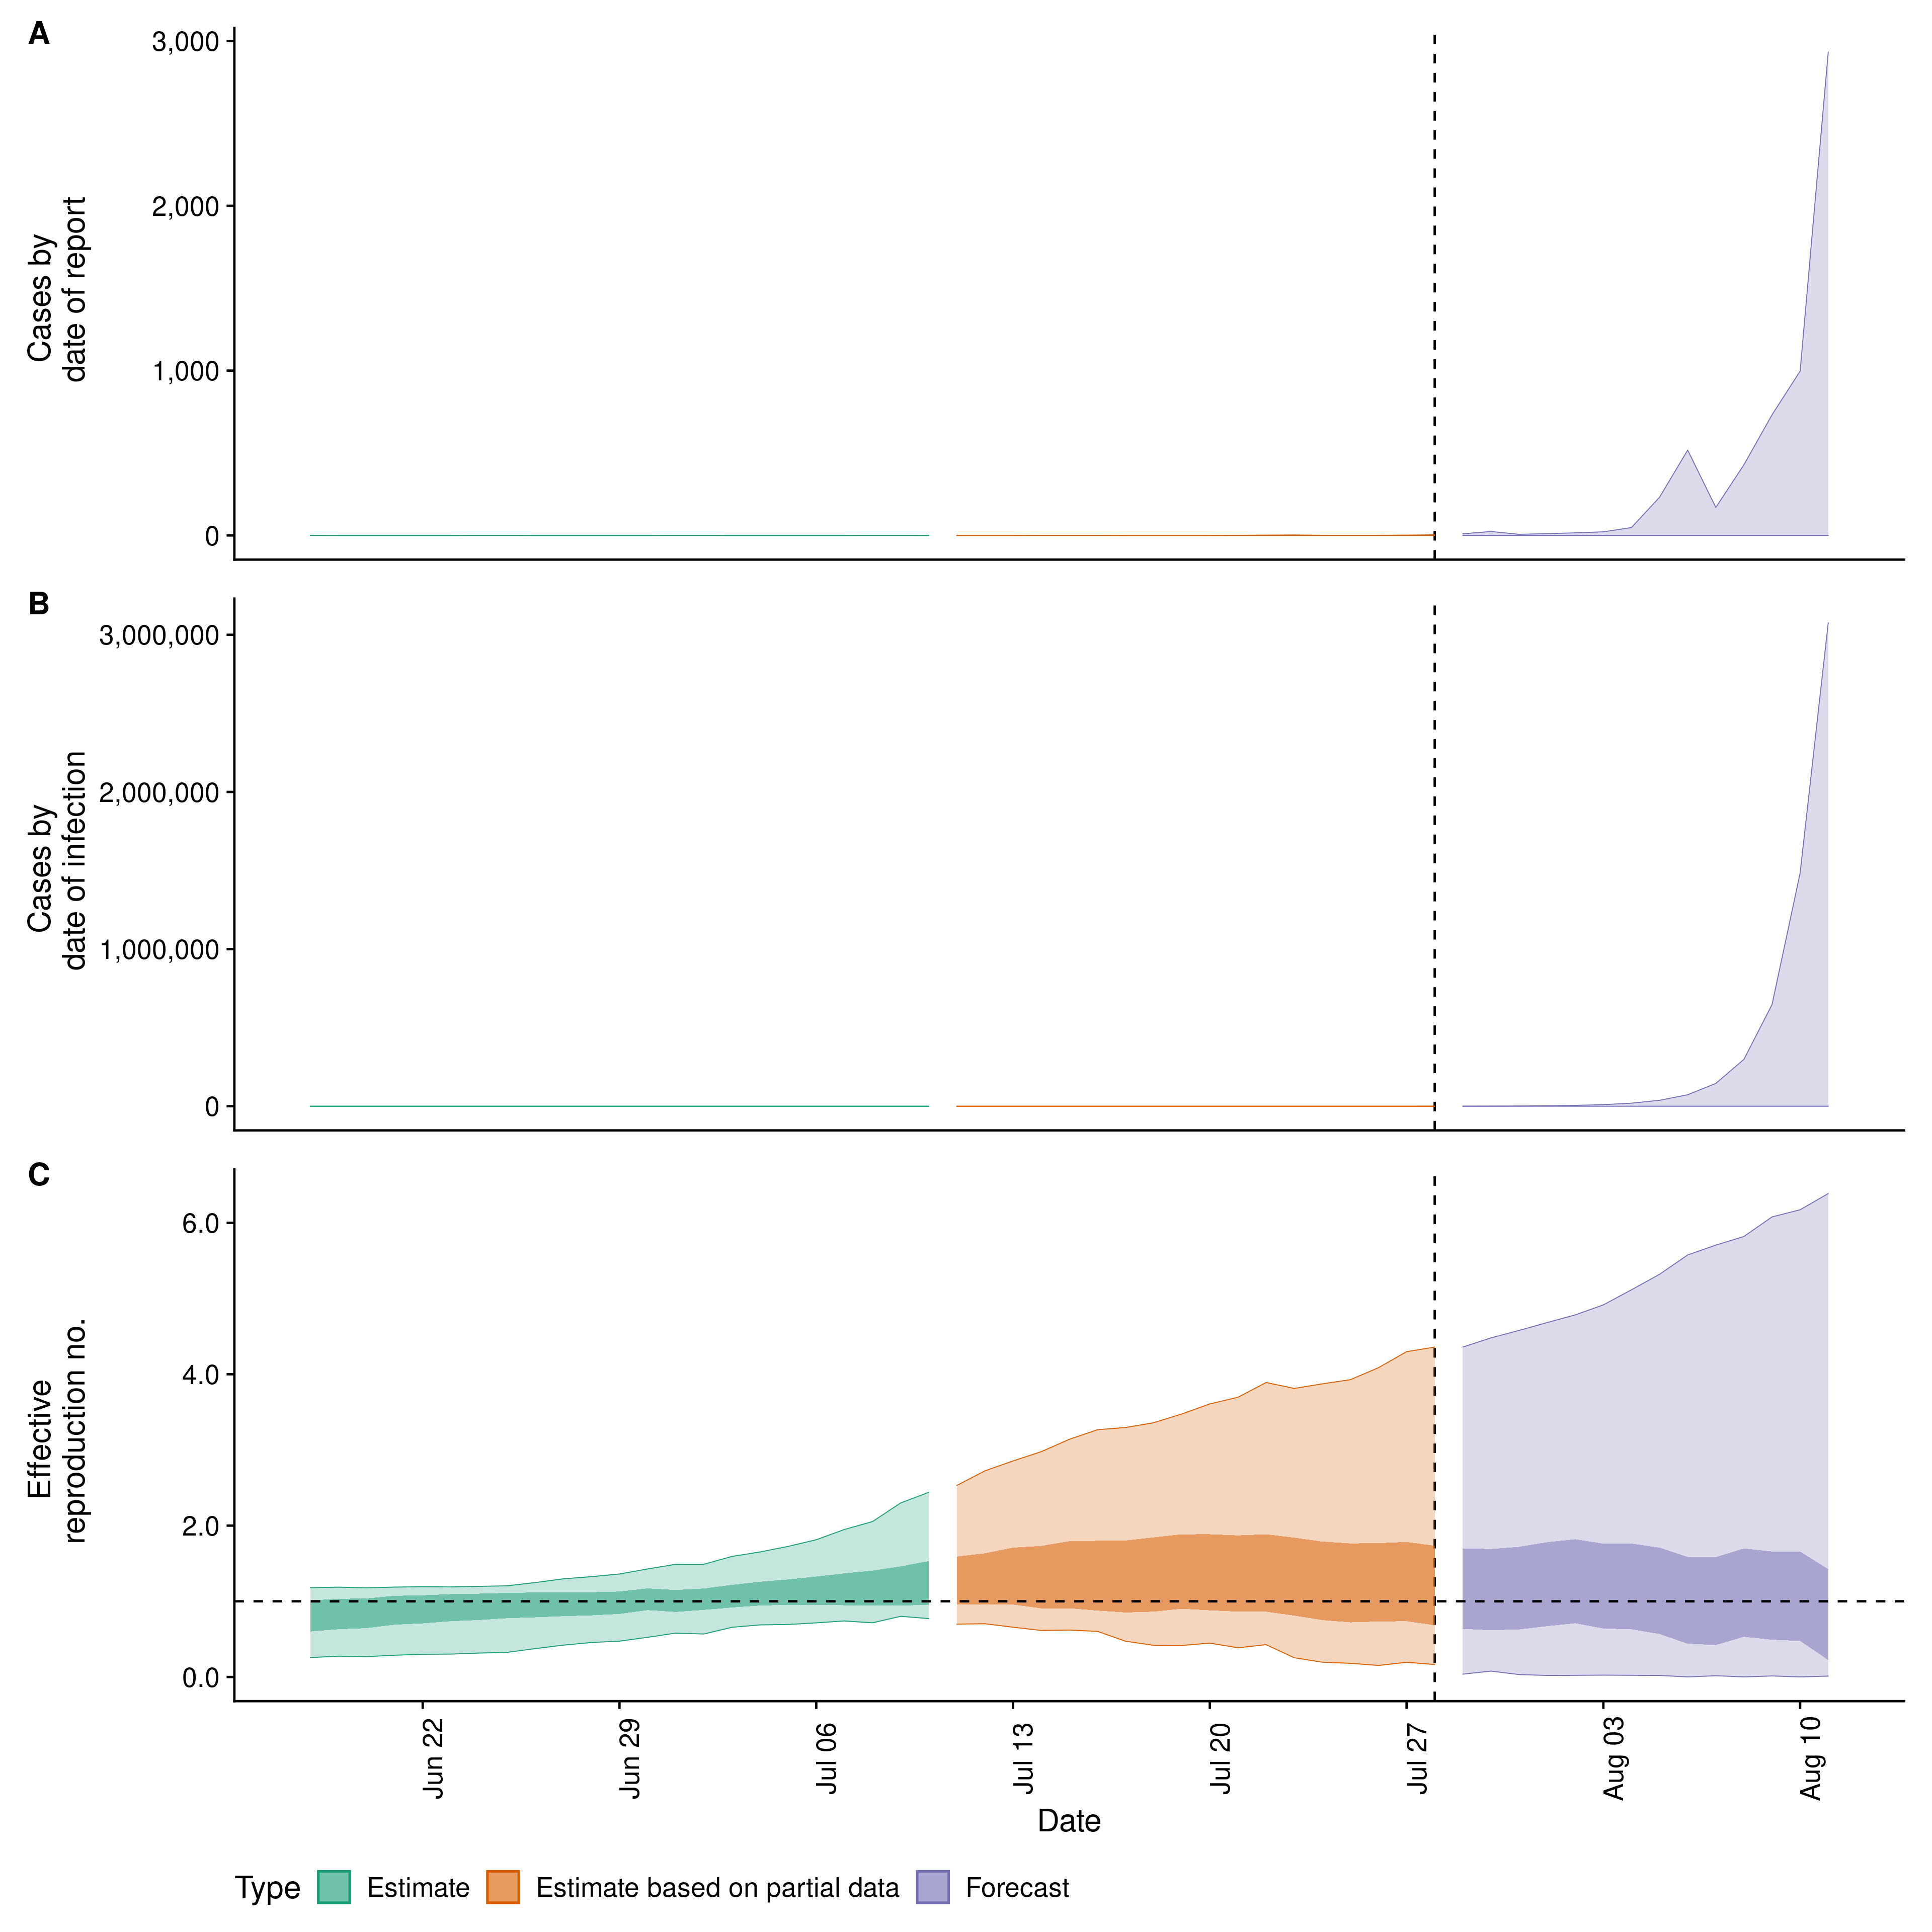 A
3,000
2,000
1,000
0
Cases by
date of report
B
3,000,000
2,000,000
1,000,000
0
Cases by
date of infection
C
6.0
4.0
2.0
0.0
Effective
reproduction no.
Jun 22
Jun 29
Jul 06
Jul 13
Jul 20
Jul 27
Aug 03
Aug 10
Date
Type Estimate Estimate based on partial data Forecast